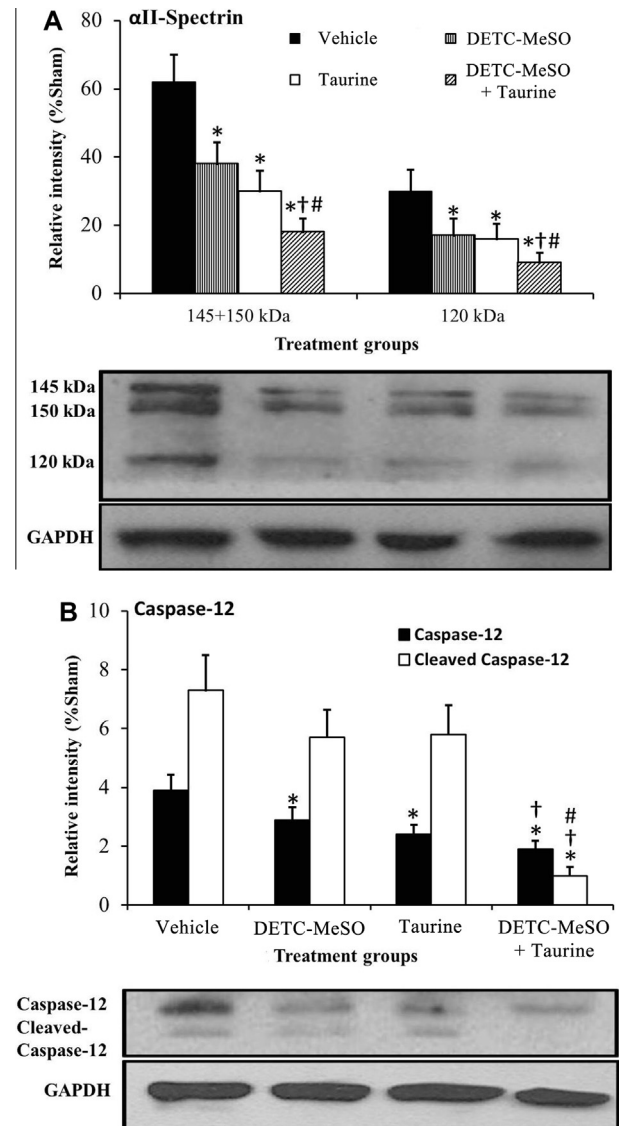 A
αII-Spectrin
Vehicle
DETC-MeSO
Taurine
DETC-MeSO
+ Taurine
Relative intensity (%Sham)
80
60
40
20
0
*
*
*†#
*
*
*†#
145+150 kDa
120 kDa
Treatment groups
145 kDa
150 kDa
120 kDa
GAPDH
B
Caspase-12
Caspase-12
Cleaved Caspase-12
Relative intensity (%Sham)
10
8
6
4
2
0
*
*
†
*
#
†
*
Vehicle
DETC-MeSO
Taurine
DETC-MeSO
+ Taurine
Treatment groups
Caspase-12
Cleaved-
Caspase-12
GAPDH